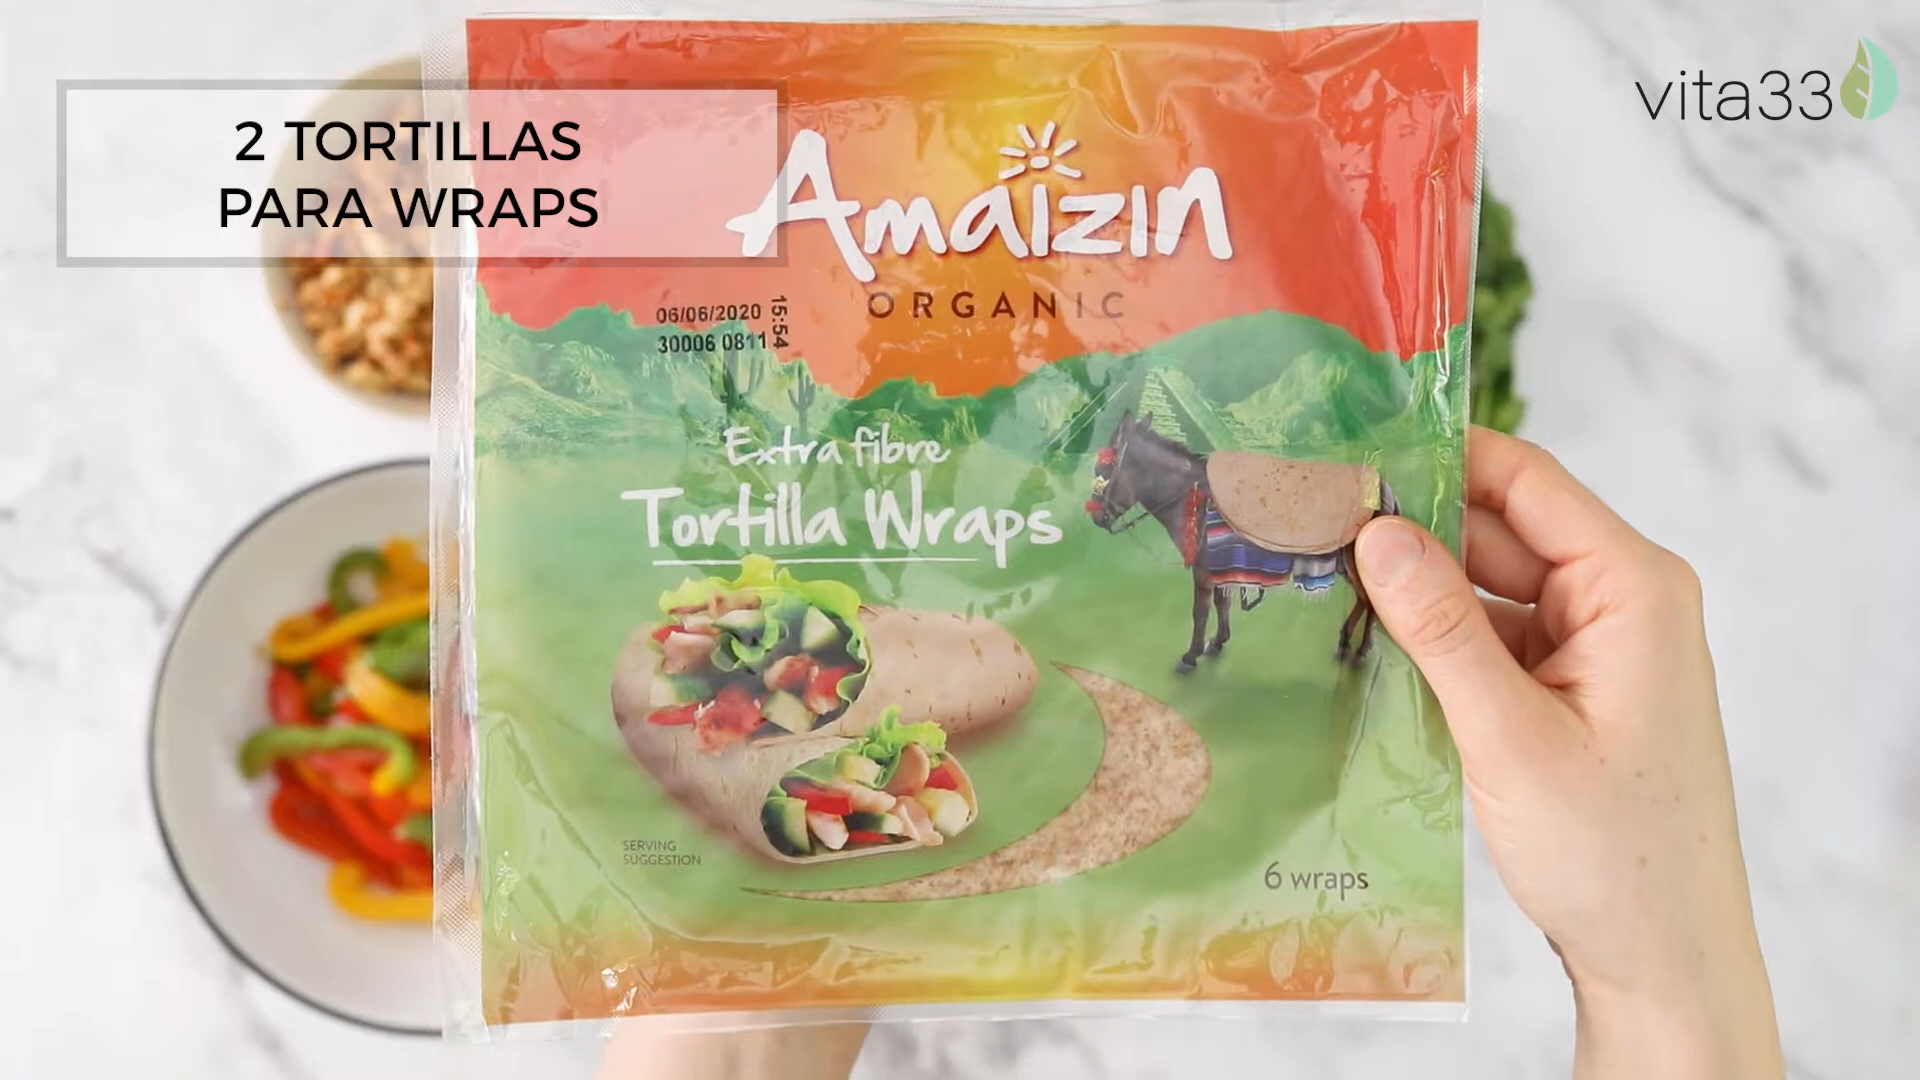 2 TORTILLAS
PARA WRAPS
vita33
Amaizin
ORGANIC
06/06/2020 15:54
30006 0811
Extra fibre
Tortilla Wraps
SERVING
SUGGESTION
6 wraps